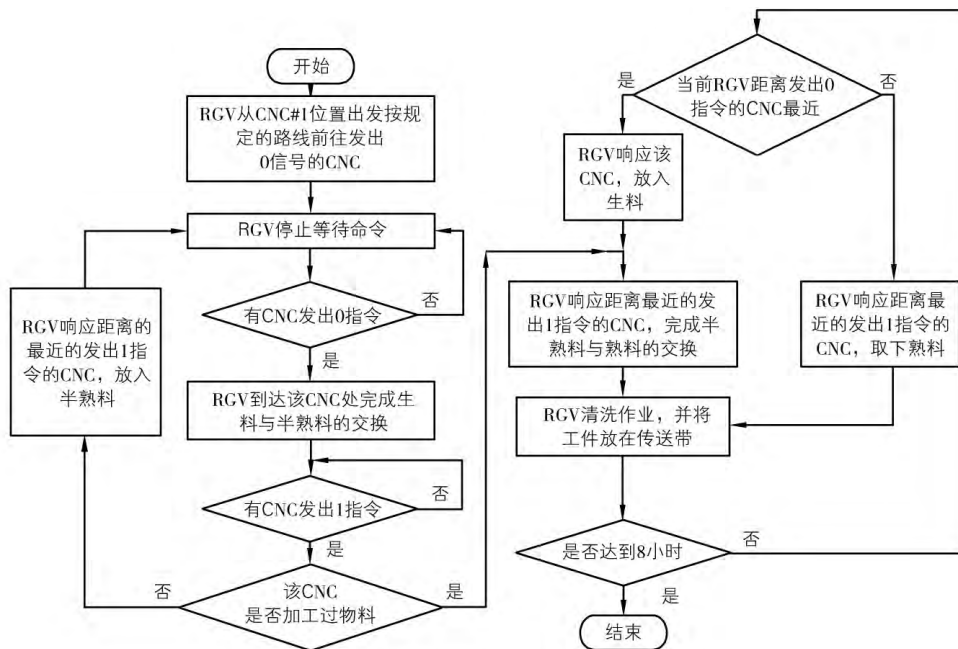 开始
RGV从CNC#1位置出发按规
定的路线前往发出
0信号的CNC
RGV停止等待命令
有CNC发出0指令
否
是
RGV到达该CNC处完成生
料与半熟料的交换
有CNC发出1指令
否
是
该CNC
是否加工过物料
否
是
RGV响应距离的
最近的发出1指
令的CNC，放入
半熟料
当前RGV距离发出0
指令的CNC最近
是
否
RGV响应该
CNC，放入
生料
RGV响应距离最近的发
出1指令的CNC，完成半
熟料与熟料的交换
RGV响应距离最
近的发出1指令的
CNC，取下熟料
RGV清洗作业，并将
工件放在传送带
是否达到8小时
否
是
结束